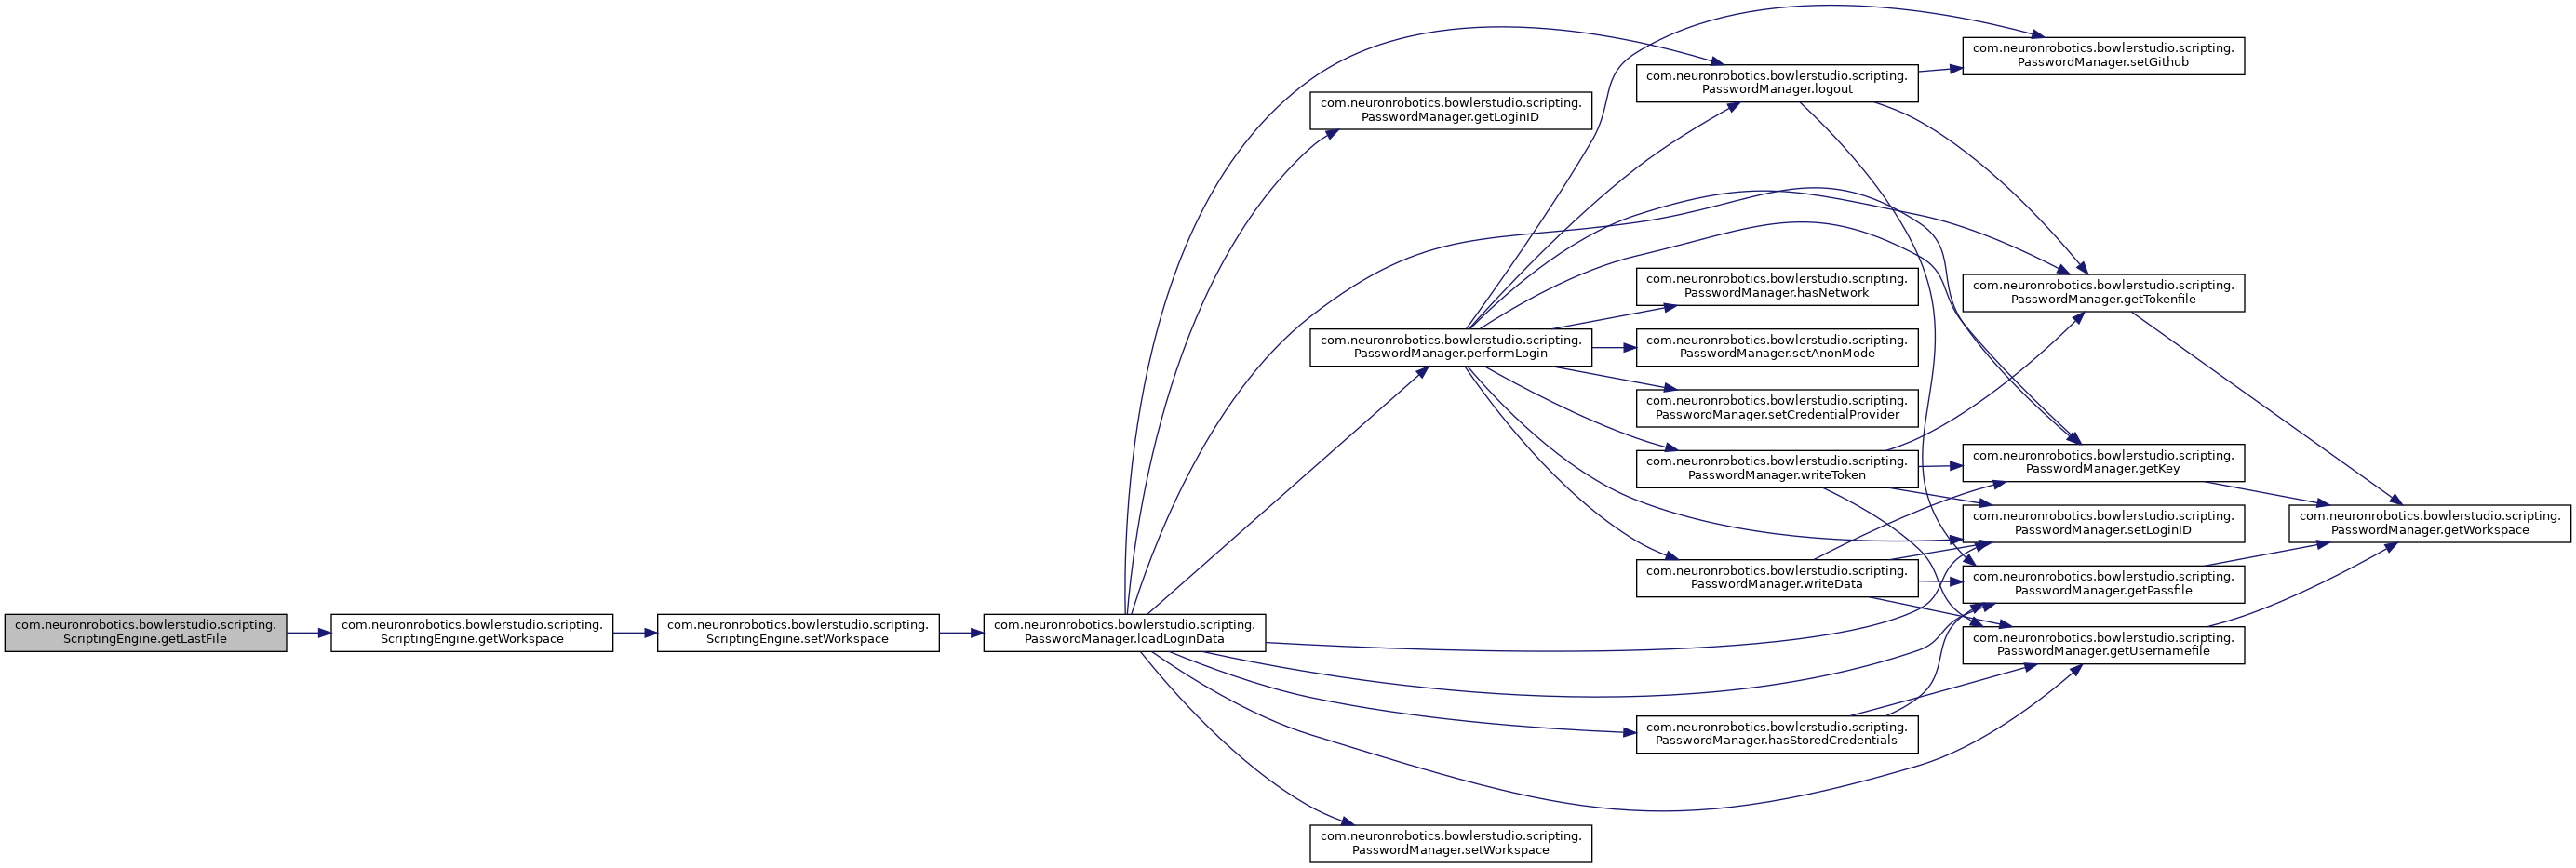 com.neuronrobotics.bowlerstudio.scripting.
ScriptingEngine.getLastFile
com.neuronrobotics.bowlerstudio.scripting.
ScriptingEngine.getWorkspace
com.neuronrobotics.bowlerstudio.scripting.
ScriptingEngine.setWorkspace
com.neuronrobotics.bowlerstudio.scripting.
PasswordManager.loadLoginData
com.neuronrobotics.bowlerstudio.scripting.
PasswordManager.getLoginID
com.neuronrobotics.bowlerstudio.scripting.
PasswordManager.performLogin
com.neuronrobotics.bowlerstudio.scripting.
PasswordManager.setWorkspace
com.neuronrobotics.bowlerstudio.scripting.
PasswordManager.logout
com.neuronrobotics.bowlerstudio.scripting.
PasswordManager.hasNetwork
com.neuronrobotics.bowlerstudio.scripting.
PasswordManager.setAnonMode
com.neuronrobotics.bowlerstudio.scripting.
PasswordManager.setCredentialProvider
com.neuronrobotics.bowlerstudio.scripting.
PasswordManager.writeToken
com.neuronrobotics.bowlerstudio.scripting.
PasswordManager.writeData
com.neuronrobotics.bowlerstudio.scripting.
PasswordManager.hasStoredCredentials
com.neuronrobotics.bowlerstudio.scripting.
PasswordManager.setGithub
com.neuronrobotics.bowlerstudio.scripting.
PasswordManager.getTokenfile
com.neuronrobotics.bowlerstudio.scripting.
PasswordManager.getKey
com.neuronrobotics.bowlerstudio.scripting.
PasswordManager.setLoginID
com.neuronrobotics.bowlerstudio.scripting.
PasswordManager.getPassfile
com.neuronrobotics.bowlerstudio.scripting.
PasswordManager.getUsernamefile
com.neuronrobotics.bowlerstudio.scripting.
PasswordManager.getWorkspace